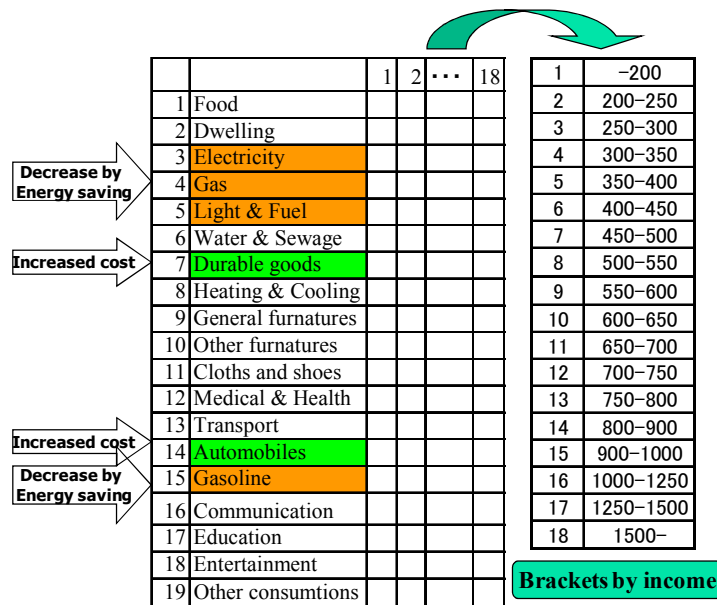 1 2 ・・・ 18
1 Food
2 Dwelling
3 Electricity
4 Gas
5 Light & Fuel
6 Water & Sewage
7 Durable goods
8 Heating & Cooling
9 General furnatures
10 Other furnatures
11 Cloths and shoes
12 Medical & Health
13 Transport
14 Automobiles
15 Gasoline
16 Communication
17 Education
18 Entertainment
19 Other consumtions
Decrease by
Energy saving
Increased cost
Increased cost
Decrease by
Energy saving
1 -200
2 200-250
3 250-300
4 300-350
5 350-400
6 400-450
7 450-500
8 500-550
9 550-600
10 600-650
11 650-700
12 700-750
13 750-800
14 800-900
15 900-1000
16 1000-1250
17 1250-1500
18 1500-
Brackets by income